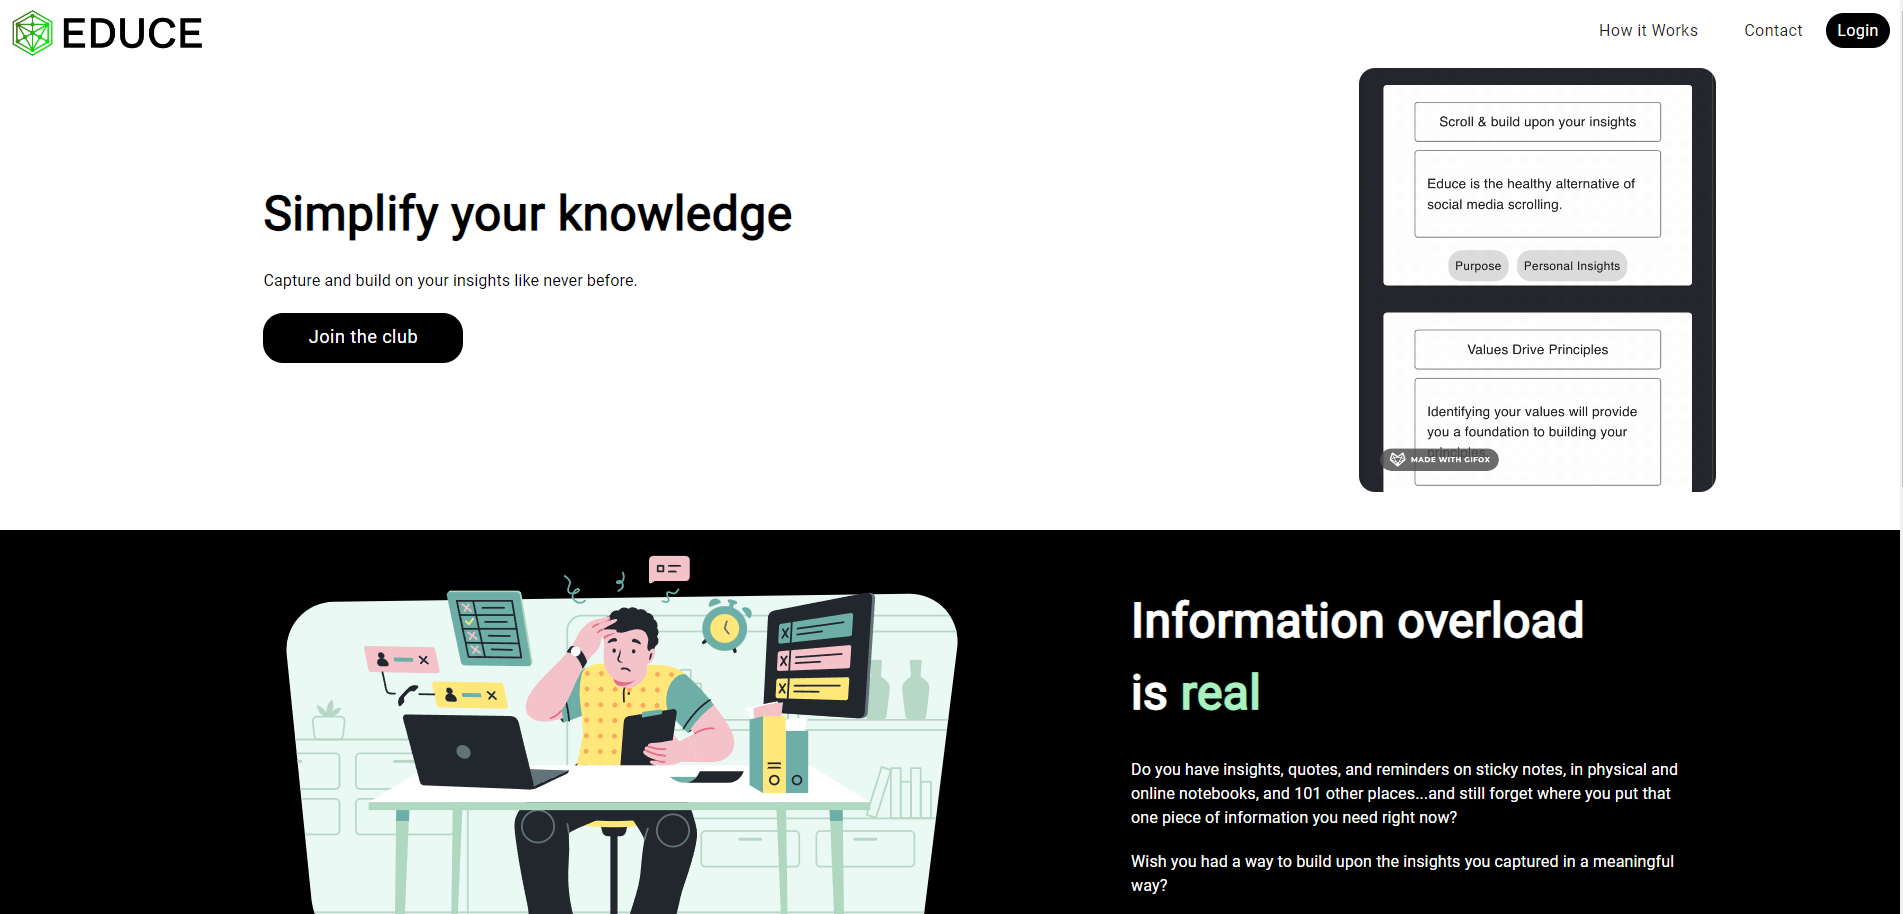 EDUCE
How it Works
Contact
Login
Simplify your knowledge
Capture and build on your insights like never before.
Join the club
Scroll & build upon your insights
Educe is the healthy alternative of
social media scrolling.
Purpose
Personal Insights
Values Drive Principles
Identifying your values will provide
you a foundation to building your
principles
MADE WITH GIFOX
Information overload
is real
Do you have insights, quotes, and reminders on sticky notes, in physical and
online notebooks, and 101 other places...and still forget where you put that
one piece of information you need right now?
Wish you had a way to build upon the insights you captured in a meaningful
way?